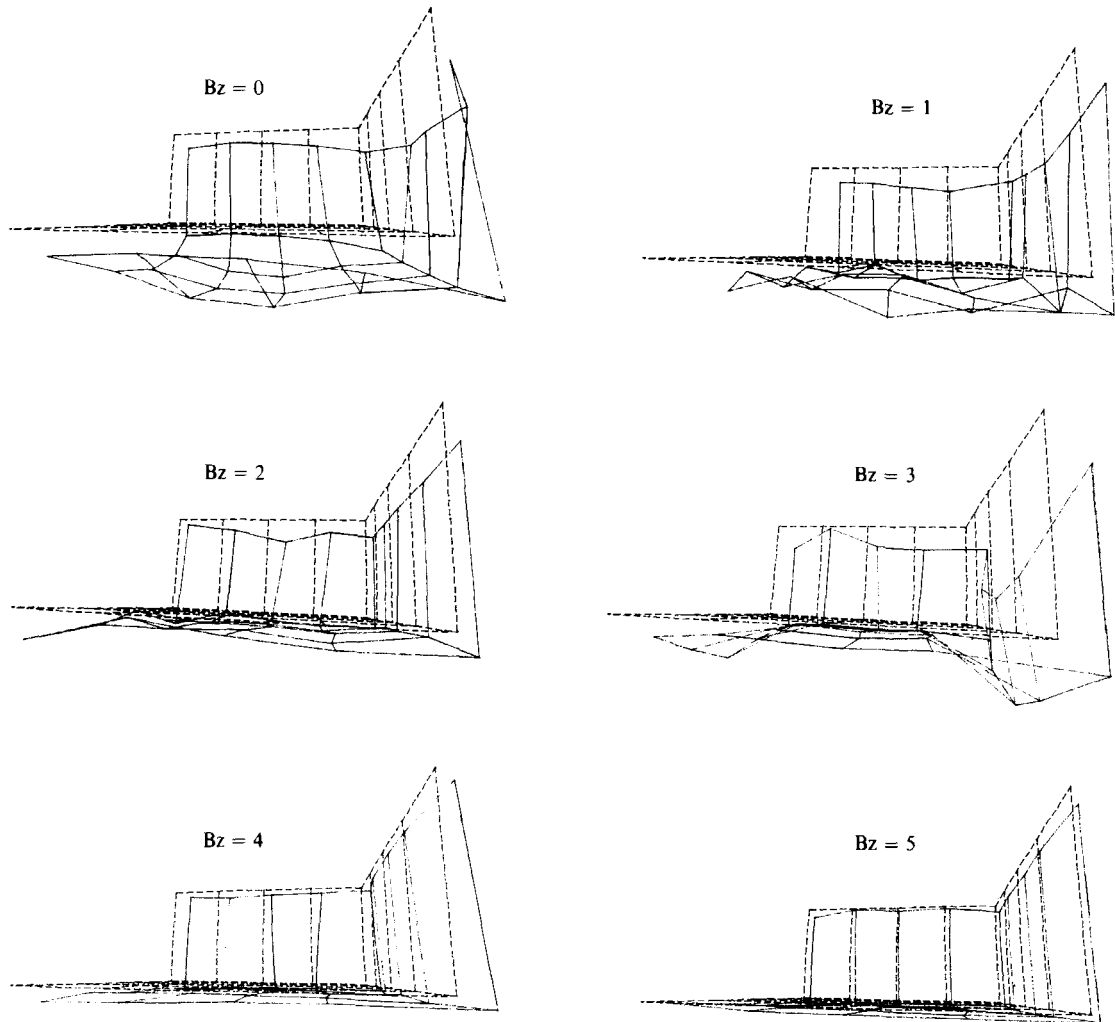 Bz = 0
Bz = 1
Bz = 2
Bz = 3
Bz = 4
Bz = 5